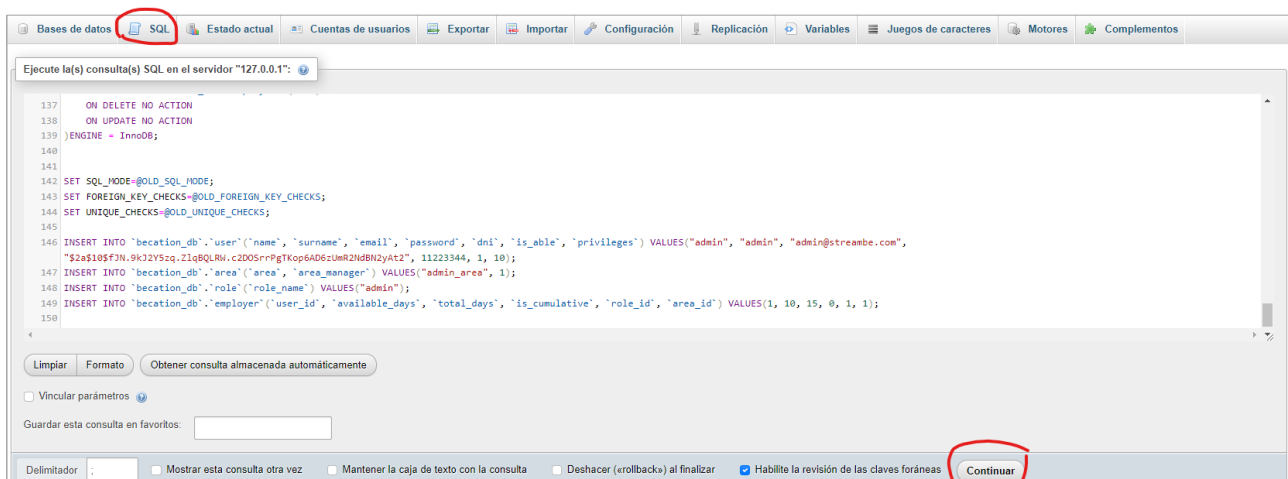 Bases de datos SQL Estado actual Cuentas de usuarios Exportar Importar Configuración Replicación Variables Juegos de caracteres Motores Complementos
Ejecute la(s) consulta(s) SQL en el servidor "127.0.0.1":
137 ON DELETE NO ACTION
138 ON UPDATE NO ACTION
139 )ENGINE = InnoDB;
140
141
142 SET SQL_MODE=@OLD_SQL_MODE;
143 SET FOREIGN_KEY_CHECKS=@OLD_FOREIGN_KEY_CHECKS;
144 SET UNIQUE_CHECKS=@OLD_UNIQUE_CHECKS;
145
146 INSERT INTO `becation_db`.`user`(`name`, `surname`, `email`, `password`, `dni`, `is_able`, `privileges`) VALUES("admin", "admin", "admin@streambe.com",
"$2a$10$fJN.9kJ2Y5zq.ZlqBQLRW.c2DOSrrPgTKop6AD6zUmR2NdBN2yAt2", 11223344, 1, 10);
147 INSERT INTO `becation_db`.`area`(`area`, `area_manager`) VALUES("admin_area", 1);
148 INSERT INTO `becation_db`.`role`(`role_name`) VALUES("admin");
149 INSERT INTO `becation_db`.`employer`(`user_id`, `available_days`, `total_days`, `is_cumulative`, `role_id`, `area_id`) VALUES(1, 10, 15, 0, 1, 1);
150
Limpiar Formato Obtener consulta almacenada automáticamente
Vincular parámetros
Guardar esta consulta en favoritos:
Delimitador ; Mostrar esta consulta otra vez Mantener la caja de texto con la consulta Deshacer («rollback») al finalizar Habilite la revisión de las claves foráneas Continuar